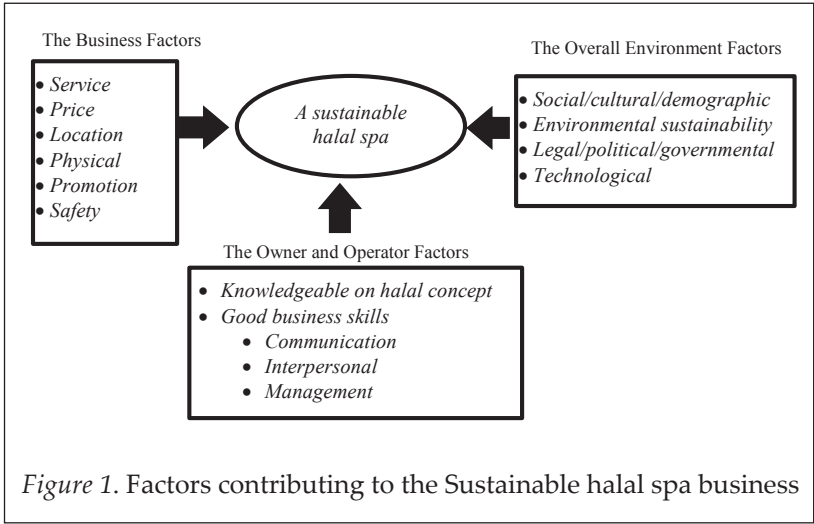 The Business Factors
• Service
• Price
• Location
• Physical
• Promotion
• Safety
A sustainable
halal spa
The Overall Environment Factors
• Social/cultural/demographic
• Environmental sustainability
• Legal/political/governmental
• Technological
The Owner and Operator Factors
• Knowledgeable on halal concept
• Good business skills
• Communication
• Interpersonal
• Management
Figure 1. Factors contributing to the Sustainable halal spa business